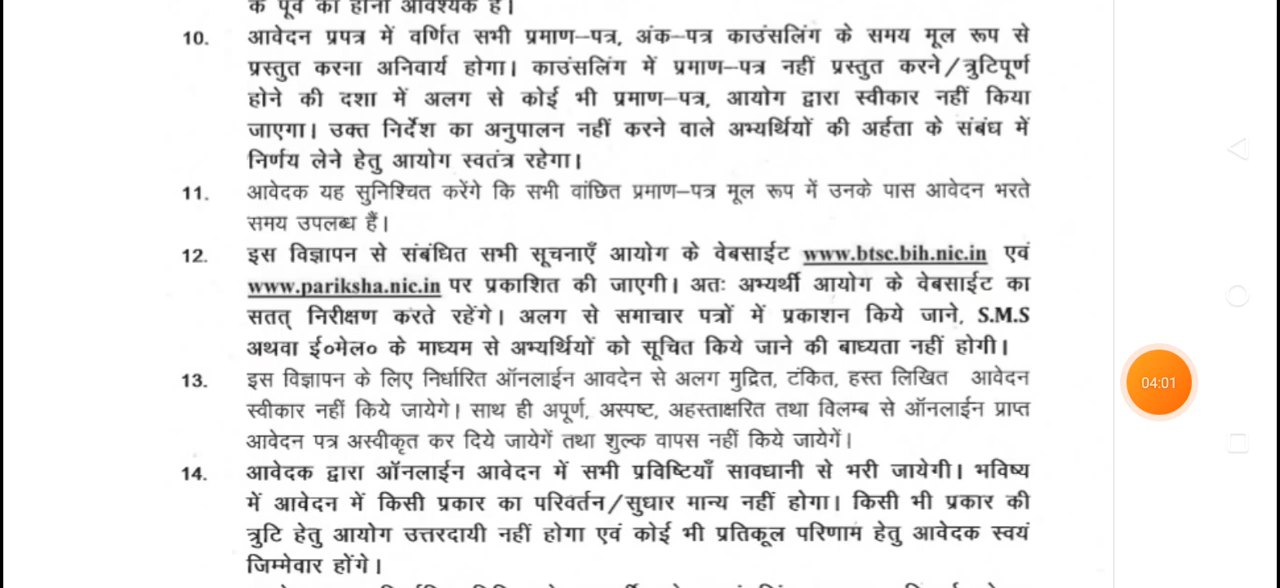 के पूर्व का होना आवश्यक है।
10. आवेदन प्रपत्र में वर्णित सभी प्रमाण–पत्र, अंक–पत्र काउंसलिंग के समय मूल रूप से
प्रस्तुत करना अनिवार्य होगा। काउंसलिंग में प्रमाण–पत्र नहीं प्रस्तुत करने/त्रुटिपूर्ण
होने की दशा में अलग से कोई भी प्रमाण–पत्र, आयोग द्वारा स्वीकार नहीं किया
जाएगा। उक्त निर्देश का अनुपालन नहीं करने वाले अभ्यर्थियों की अर्हता के संबंध में
निर्णय लेने हेतु आयोग स्वतंत्र रहेगा।
11. आवेदक यह सुनिश्चित करेंगे कि सभी वांछित प्रमाण–पत्र मूल रूप में उनके पास आवेदन भरते
समय उपलब्ध हैं।
12. इस विज्ञापन से संबंधित सभी सूचनाएँ आयोग के वेबसाईट www.btsc.bih.nic.in एवं
www.pariksha.nic.in पर प्रकाशित की जाएगी। अतः अभ्यर्थी आयोग के वेबसाईट का
सतत् निरीक्षण करते रहेंगे। अलग से समाचार पत्रों में प्रकाशन किये जाने, S.M.S
अथवा ई०मेल० के माध्यम से अभ्यर्थियों को सूचित किये जाने की बाध्यता नहीं होगी।
13. इस विज्ञापन के लिए निर्धारित ऑनलाईन आवदेन से अलग मुद्रित, टंकित, हस्त लिखित आवेदन
स्वीकार नहीं किये जायेगे। साथ ही अपूर्ण, अस्पष्ट, अहस्ताक्षरित तथा विलम्ब से ऑनलाईन प्राप्त
आवेदन पत्र अस्वीकृत कर दिये जायेगें तथा शुल्क वापस नहीं किये जायेगें।
14. आवेदक द्वारा ऑनलाईन आवेदन में सभी प्रविष्टियाँ सावधानी से भरी जायेगी। भविष्य
में आवेदन में किसी प्रकार का परिवर्तन/सुधार मान्य नहीं होगा। किसी भी प्रकार की
त्रुटि हेतु आयोग उत्तरदायी नहीं होगा एवं कोई भी प्रतिकूल परिणाम हेतु आवेदक स्वयं
जिम्मेवार होंगे।
04:01